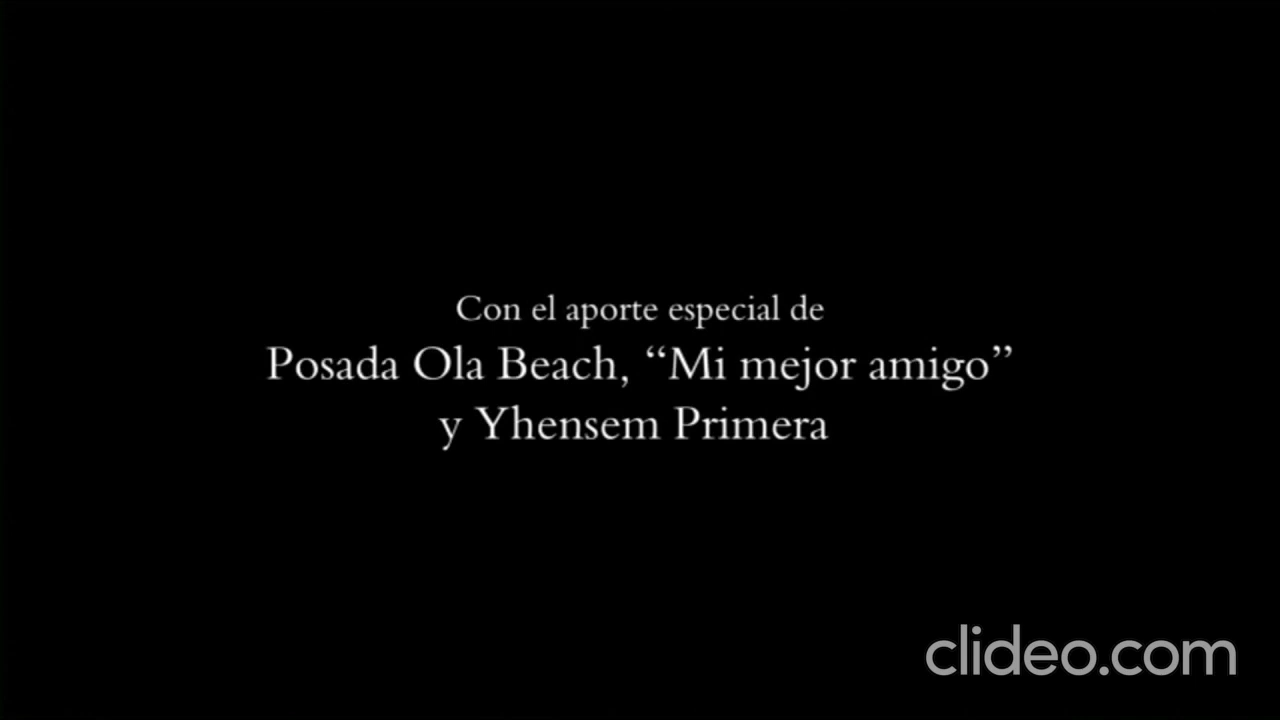 Con el aporte especial de
Posada Ola Beach, “Mi mejor amigo”
y Yhensem Primera
clideo.com